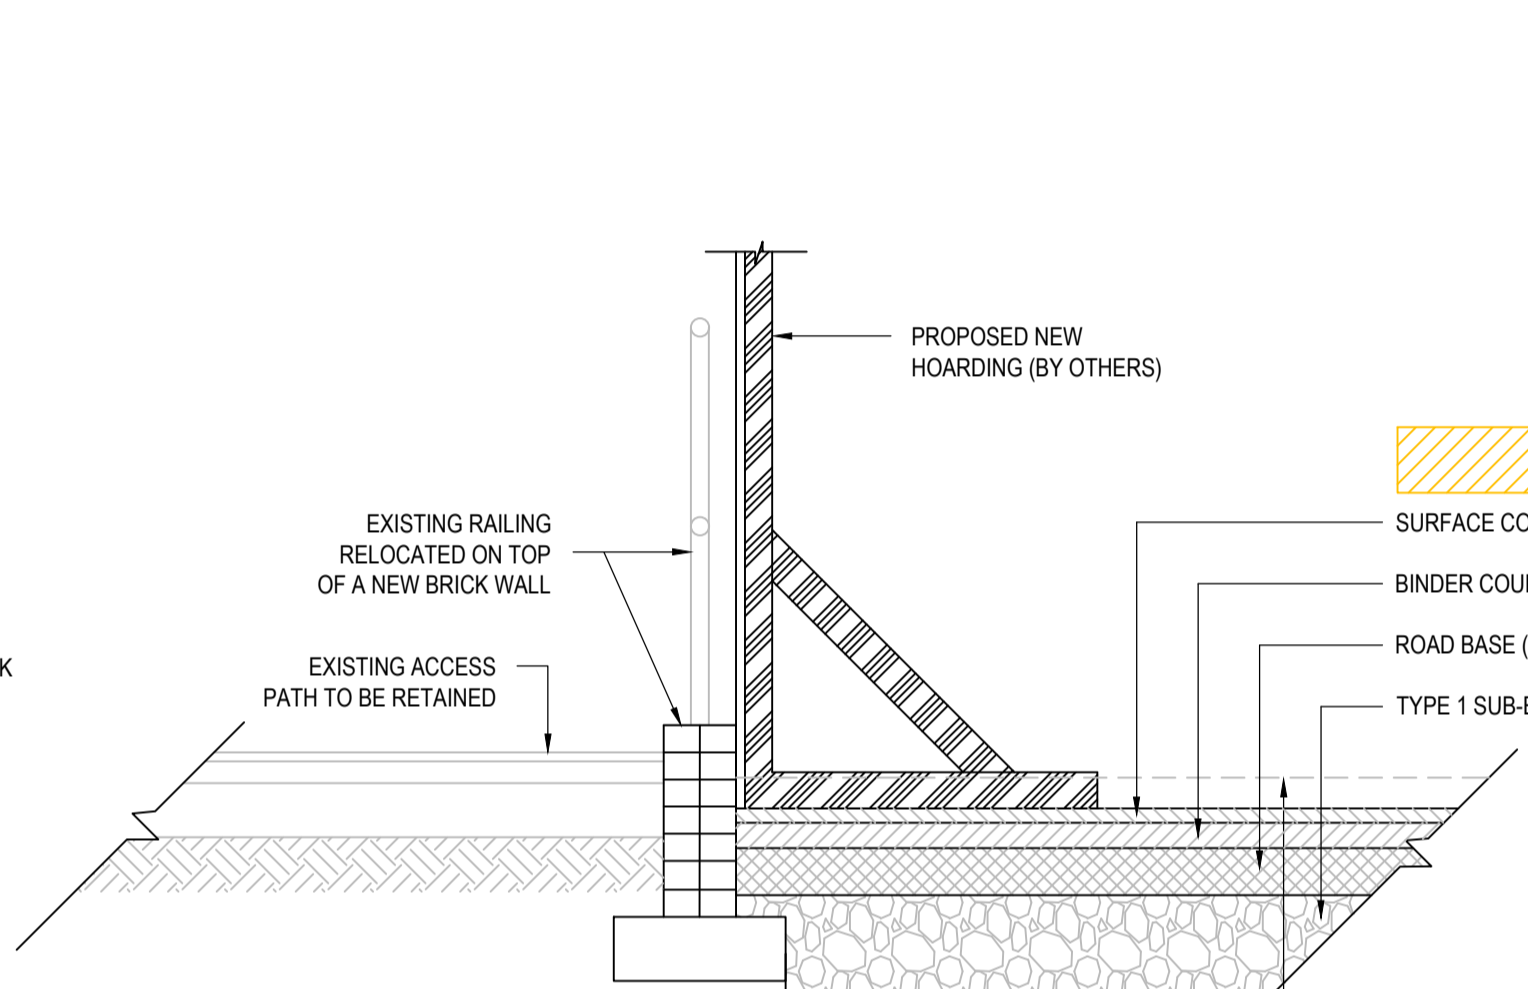 PROPOSED NEW
HOARDING (BY OTHERS)
EXISTING RAILING
RELOCATED ON TOP
OF A NEW BRICK WALL
EXISTING ACCESS
PATH TO BE RETAINED
K
SURFACE CO
BINDER COU
ROAD BASE (
TYPE 1 SUB-